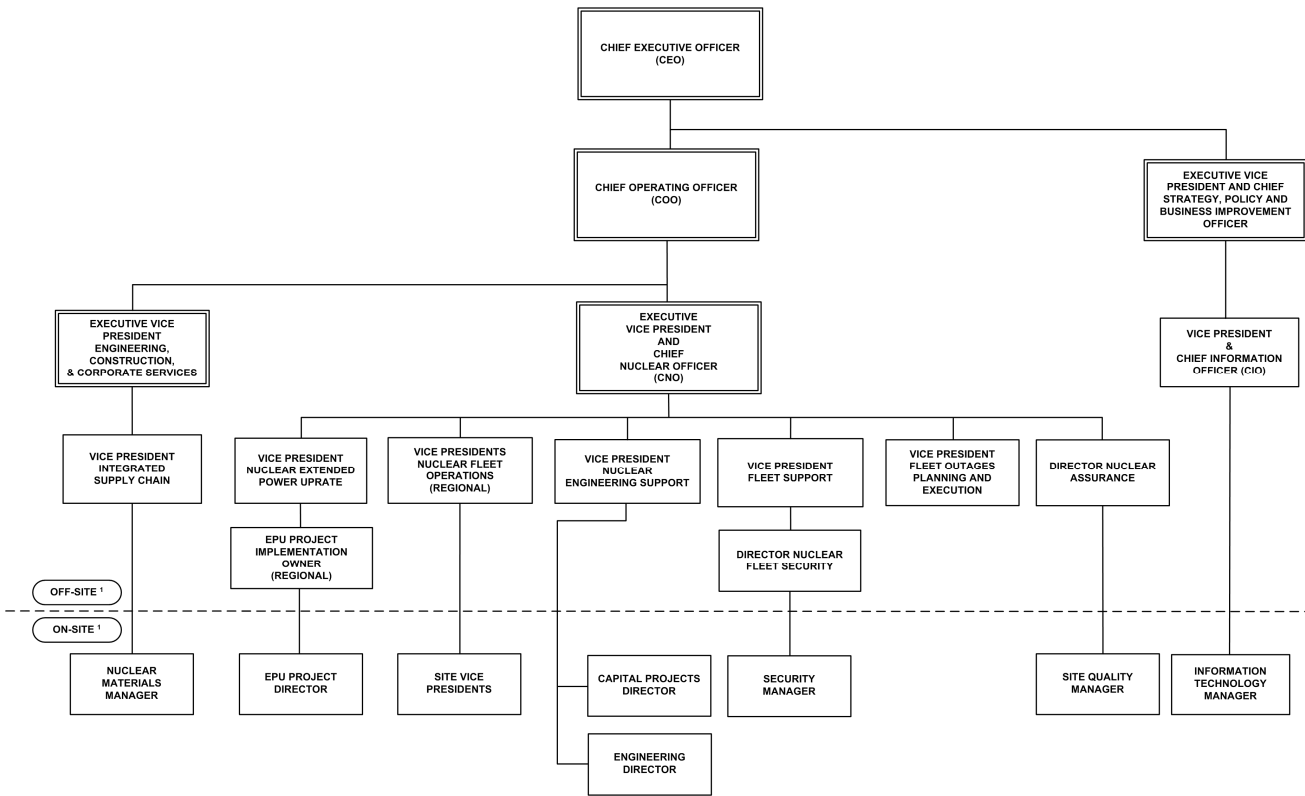 CHIEF EXECUTIVE OFFICER
(CEO)
CHIEF OPERATING OFFICER
(COO)
EXECUTIVE VICE
PRESIDENT AND CHIEF
STRATEGY, POLICY AND
BUSINESS IMPROVEMENT
OFFICER
EXECUTIVE VICE
PRESIDENT
ENGINEERING,
CONSTRUCTION,
& CORPORATE SERVICES
EXECUTIVE
VICE PRESIDENT
AND
CHIEF
NUCLEAR OFFICER
(CNO)
VICE PRESIDENT
&
CHIEF INFORMATION
OFFICER (CIO)
VICE PRESIDENT
INTEGRATED
SUPPLY CHAIN
VICE PRESIDENT
NUCLEAR EXTENDED
POWER UPRATE
VICE PRESIDENTS
NUCLEAR FLEET
OPERATIONS
(REGIONAL)
VICE PRESIDENT
NUCLEAR
ENGINEERING SUPPORT
VICE PRESIDENT
FLEET SUPPORT
VICE PRESIDENT
FLEET OUTAGES
PLANNING AND
EXECUTION
DIRECTOR NUCLEAR
ASSURANCE
EPU PROJECT
IMPLEMENTATION
OWNER
(REGIONAL)
DIRECTOR NUCLEAR
FLEET SECURITY
OFF-SITE ¹
ON-SITE ¹
NUCLEAR
MATERIALS
MANAGER
EPU PROJECT
DIRECTOR
SITE VICE
PRESIDENTS
CAPITAL PROJECTS
DIRECTOR
SECURITY
MANAGER
SITE QUALITY
MANAGER
INFORMATION
TECHNOLOGY
MANAGER
ENGINEERING
DIRECTOR